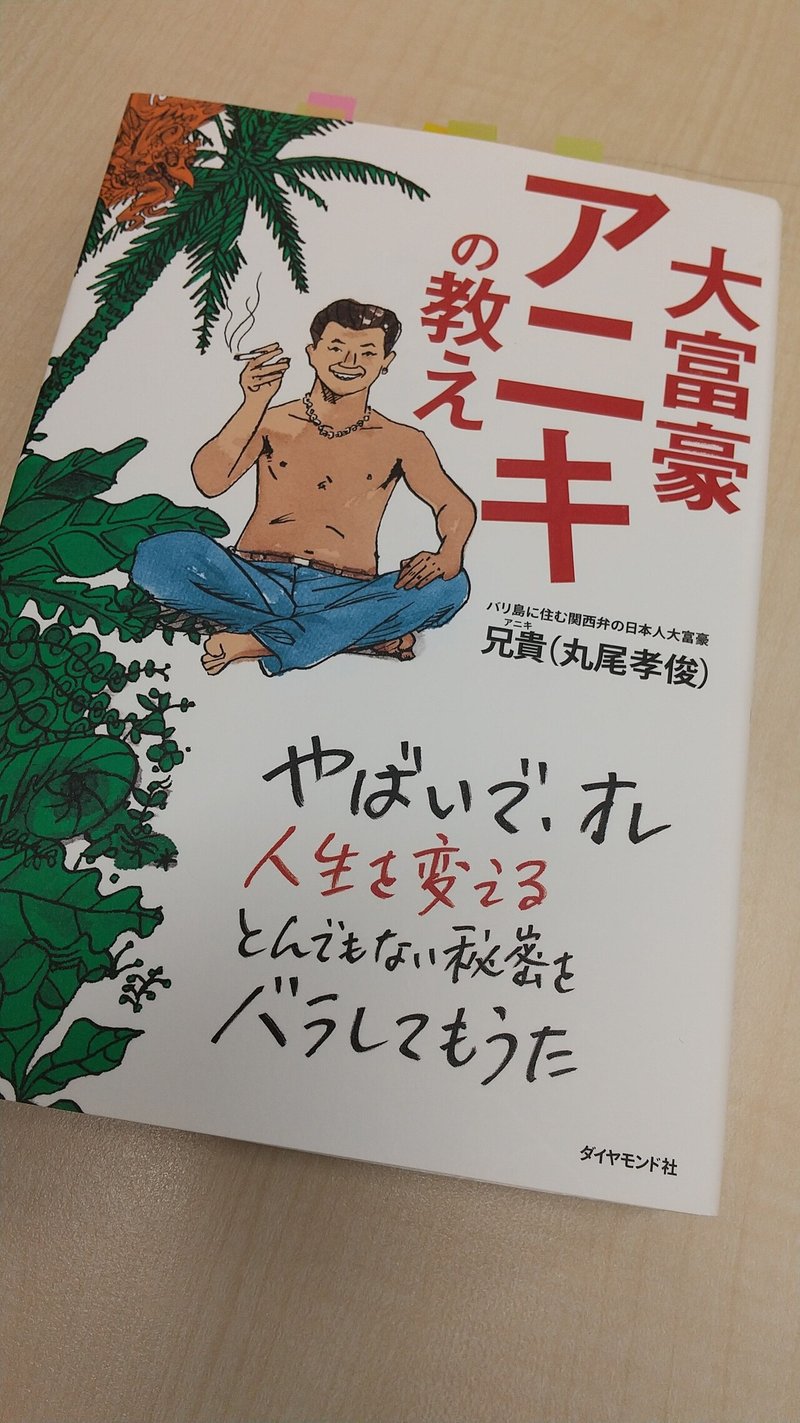 大富豪
アニキ
の教え
バリ島に住む関西弁の日本人大富豪
アニキ
兄貴(丸尾孝俊)
やばいで、オレ
人生を変える
とんでもない秘密を
バラしてもうた
ダイヤモンド社